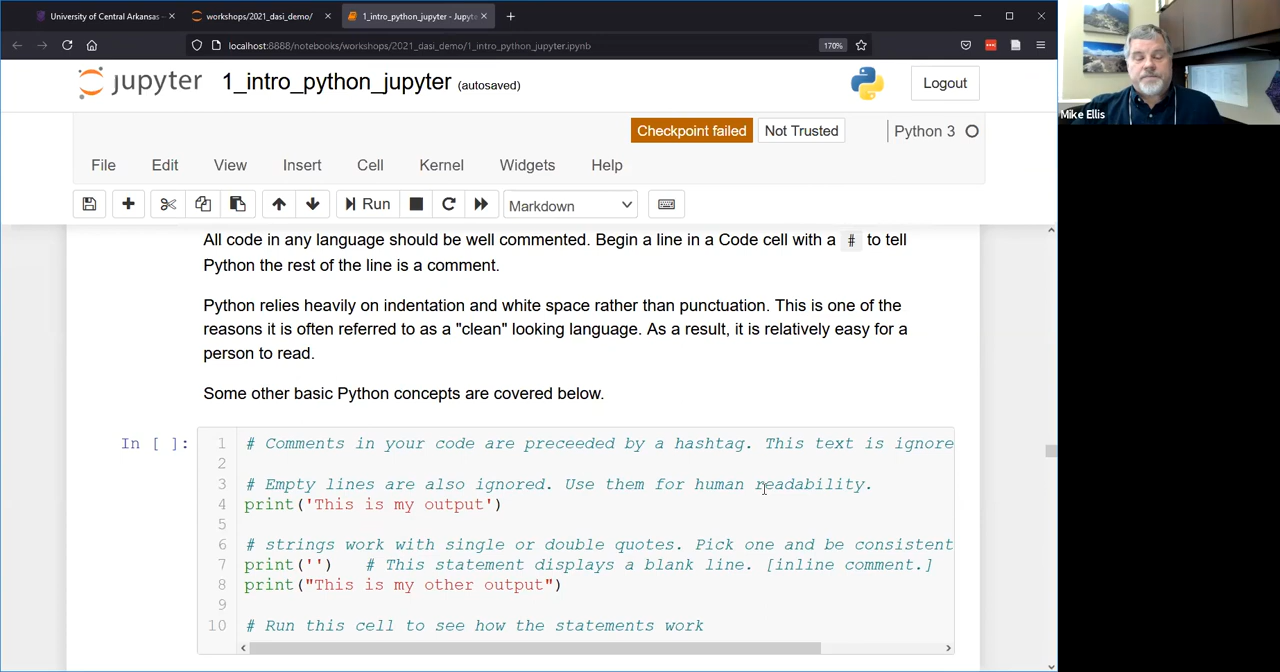 University of Central Arkansas –
workshops/2021_dasi_demo/
1_intro_python_jupyter - Jupyte
localhost:8888/notebooks/workshops/2021_dasi_demo/1_intro_python_jupyter.ipynb
170%
Mike Ellis
jupyter 1_intro_python_jupyter (autosaved)
Logout
Checkpoint failed
Not Trusted
Python 3
File Edit View Insert Cell Kernel Widgets Help
Run
Markdown
All code in any language should be well commented. Begin a line in a Code cell with a # to tell
Python the rest of the line is a comment.
Python relies heavily on indentation and white space rather than punctuation. This is one of the
reasons it is often referred to as a "clean" looking language. As a result, it is relatively easy for a
person to read.
Some other basic Python concepts are covered below.
In [ ]:
1 # Comments in your code are preceeded by a hashtag. This text is ignore
2
3 # Empty lines are also ignored. Use them for human readability.
4 print('This is my output')
5
6 # strings work with single or double quotes. Pick one and be consistent
7 print('') # This statement displays a blank line. [inline comment.]
8 print("This is my other output")
9
10 # Run this cell to see how the statements work